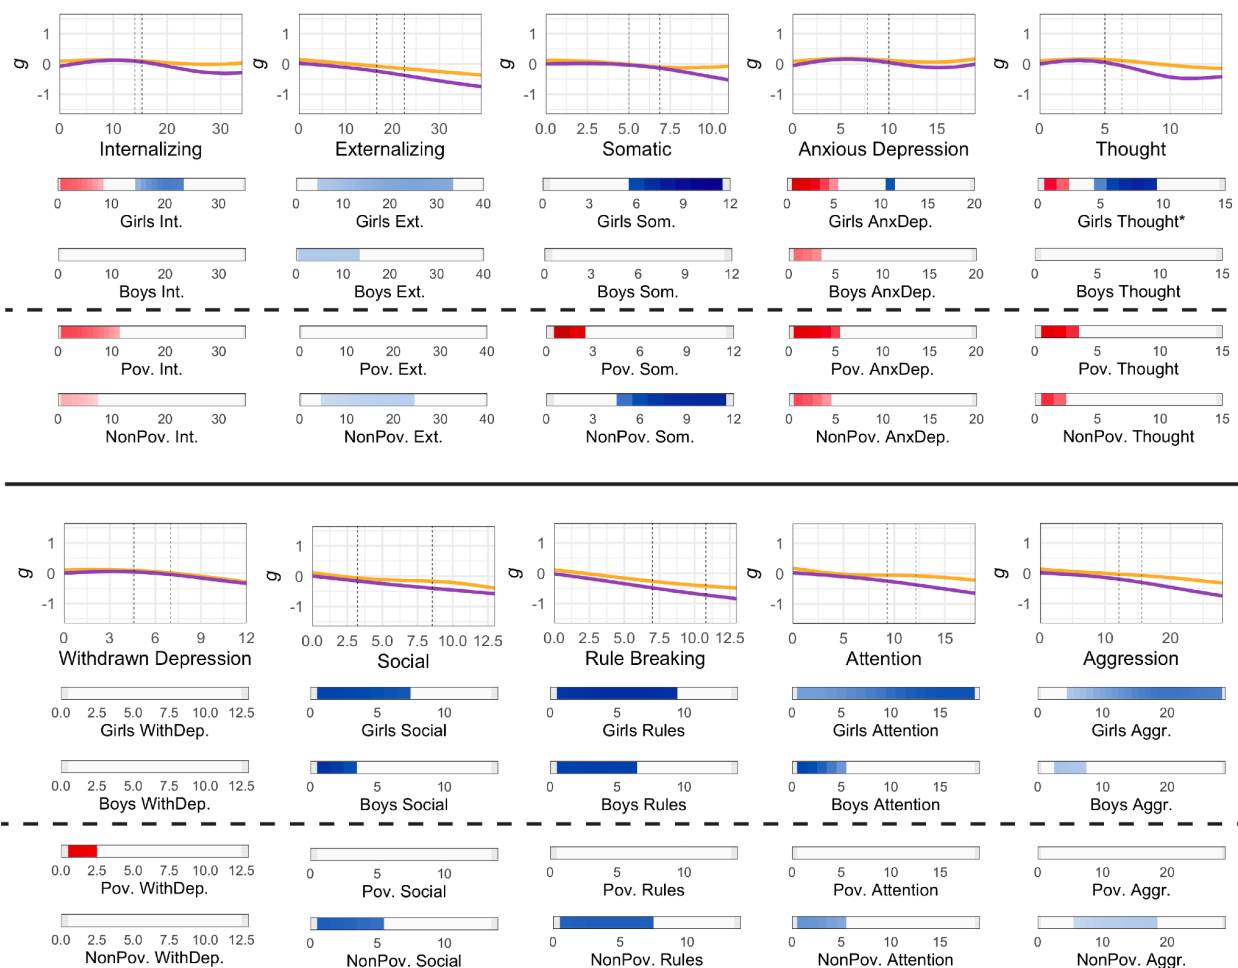 g 1 0 -1 g 1 0 -1 g 1 0 -1 g 1 0 -1 g 1 0 -1
0 10 20 30 0 10 20 30 0.0 2.5 5.0 7.5 10.0 0 5 10 15 0 5 10
Internalizing Externalizing Somatic Anxious Depression Thought
0 10 20 30 0 10 20 30 40 0 3 6 9 12 0 5 10 15 20 0 5 10 15
Girls Int. Girls Ext. Girls Som. Girls AnxDep. Girls Thought*
0 10 20 30 0 10 20 30 40 0 3 6 9 12 0 5 10 15 20 0 5 10 15
Boys Int. Boys Ext. Boys Som. Boys AnxDep. Boys Thought
0 10 20 30 0 10 20 30 40 0 3 6 9 12 0 5 10 15 20 0 5 10 15
Pov. Int. Pov. Ext. Pov. Som. Pov. AnxDep. Pov. Thought
0 10 20 30 0 10 20 30 40 0 3 6 9 12 0 5 10 15 20 0 5 10 15
NonPov. Int. NonPov. Ext. NonPov. Som. NonPov. AnxDep. NonPov. Thought
g 1 0 -1 g 1 0 -1 g 1 0 -1 g 1 0 -1 g 1 0 -1
0 3 6 9 12 0.0 2.5 5.0 7.5 10.0 12.5 0.0 2.5 5.0 7.5 10.0 12.5 0 5 10 15 0 10 20
Withdrawn Depression Social Rule Breaking Attention Aggression
0.0 2.5 5.0 7.5 10.0 12.5 0 5 10 0 5 10 0 5 10 15 0 10 20
Girls WithDep. Girls Social Girls Rules Girls Attention Girls Aggr.
0.0 2.5 5.0 7.5 10.0 12.5 0 5 10 0 5 10 0 5 10 15 0 10 20
Boys WithDep. Boys Social Boys Rules Boys Attention Boys Aggr.
0.0 2.5 5.0 7.5 10.0 12.5 0 5 10 0 5 10 0 5 10 15 0 10 20
Pov. WithDep. Pov. Social Pov. Rules Pov. Attention Pov. Aggr.
0.0 2.5 5.0 7.5 10.0 12.5 0 5 10 0 5 10 0 5 10 15 0 10 20
NonPov. WithDep. NonPov. Social NonPov. Rules NonPov. Attention NonPov. Aggr.